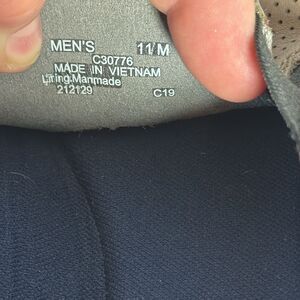 MEN'S 11/M
C30776
MADE IN VIETNAM
Lining.Manmade
212129 C19